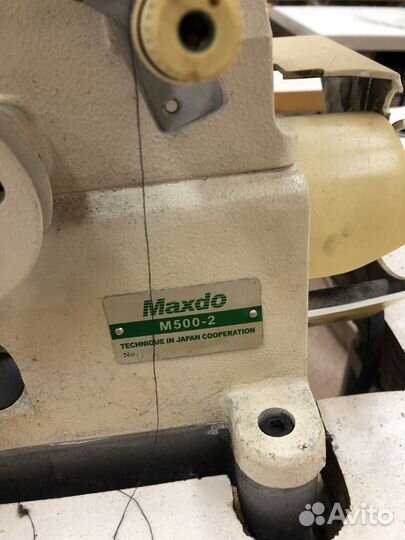 Maxdo
M500-2
TECHNIQUE IN JAPAN COOPERATION
No.
Avito